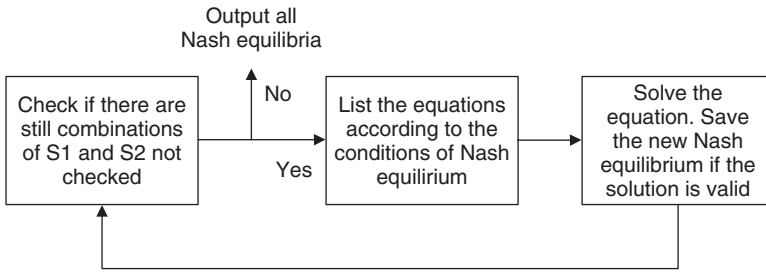 Output all
Nash equilibria
Check if there are
still combinations
of S1 and S2 not
checked
No
Yes
List the equations
according to the
conditions of Nash
equilirium
Solve the
equation. Save
the new Nash
equilibrium if the
solution is valid